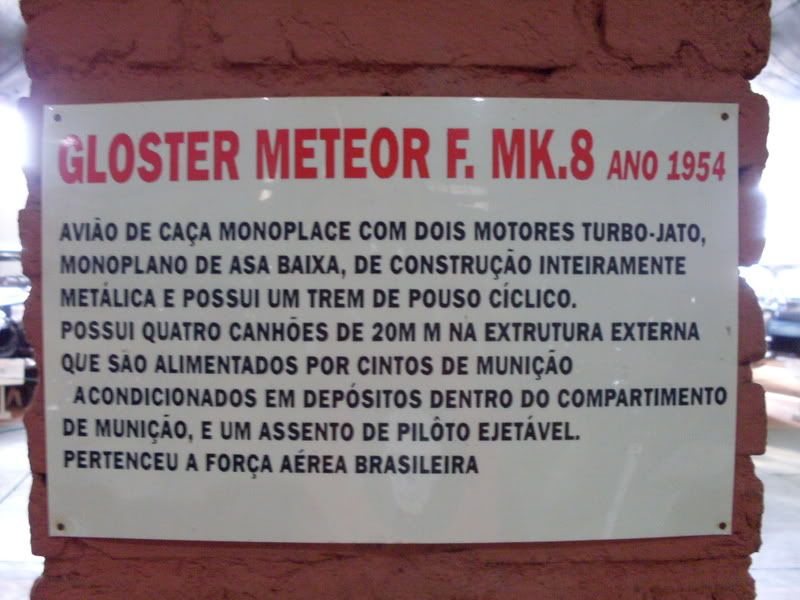 GLOSTER METEOR F. MK.8 ANO 1954
AVIÃO DE CAÇA MONOPLACE COM DOIS MOTORES TURBO-JATO,
MONOPLANO DE ASA BAIXA, DE CONSTRUÇÃO INTEIRAMENTE
METÁLICA E POSSUI UM TREM DE POUSO CÍCLICO.
POSSUI QUATRO CANHÕES DE 20M M NA EXTRUTURA EXTERNA
QUE SÃO ALIMENTADOS POR CINTOS DE MUNIÇÃO
ACONDICIONADOS EM DEPÓSITOS DENTRO DO COMPARTIMENTO
DE MUNIÇÃO, E UM ASSENTO DE PILÔTO EJETÁVEL.
PERTENCEU A FORÇA AÉREA BRASILEIRA